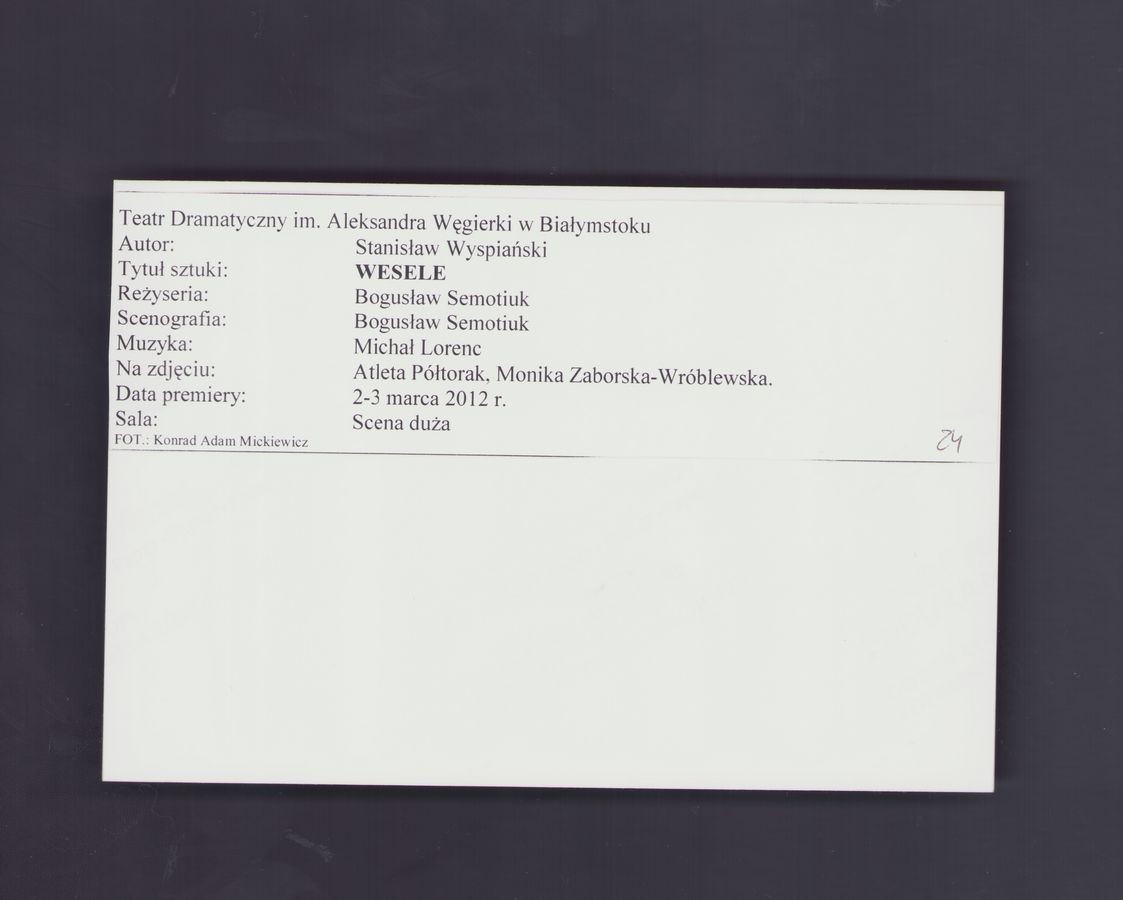 Teatr Dramatyczny im. Aleksandra Węgierki w Białymstoku
Autor: Stanisław Wyspiański
Tytuł sztuki: WESELE
Reżyseria: Bogusław Semotiuk
Scenografia: Bogusław Semotiuk
Muzyka: Michał Lorenc
Na zdjęciu: Atleta Półtorak, Monika Zaborska-Wróblewska.
Data premiery: 2-3 marca 2012 r.
Sala: Scena duża
FOT.: Konrad Adam Mickiewicz
24